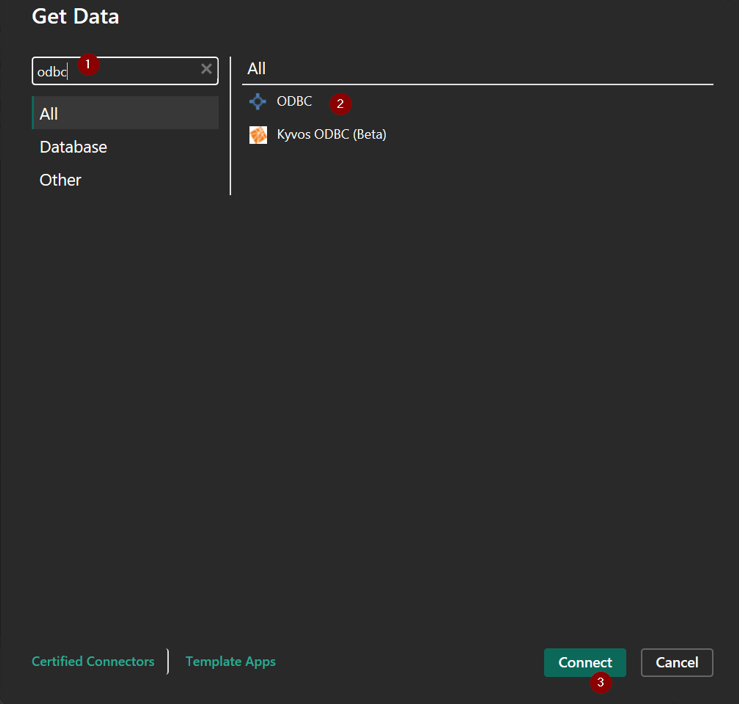 Get Data
odbc
1
All
Database
Other
All
ODBC
2
Kyvos ODBC (Beta)
Certified Connectors
Template Apps
Connect
Cancel
3